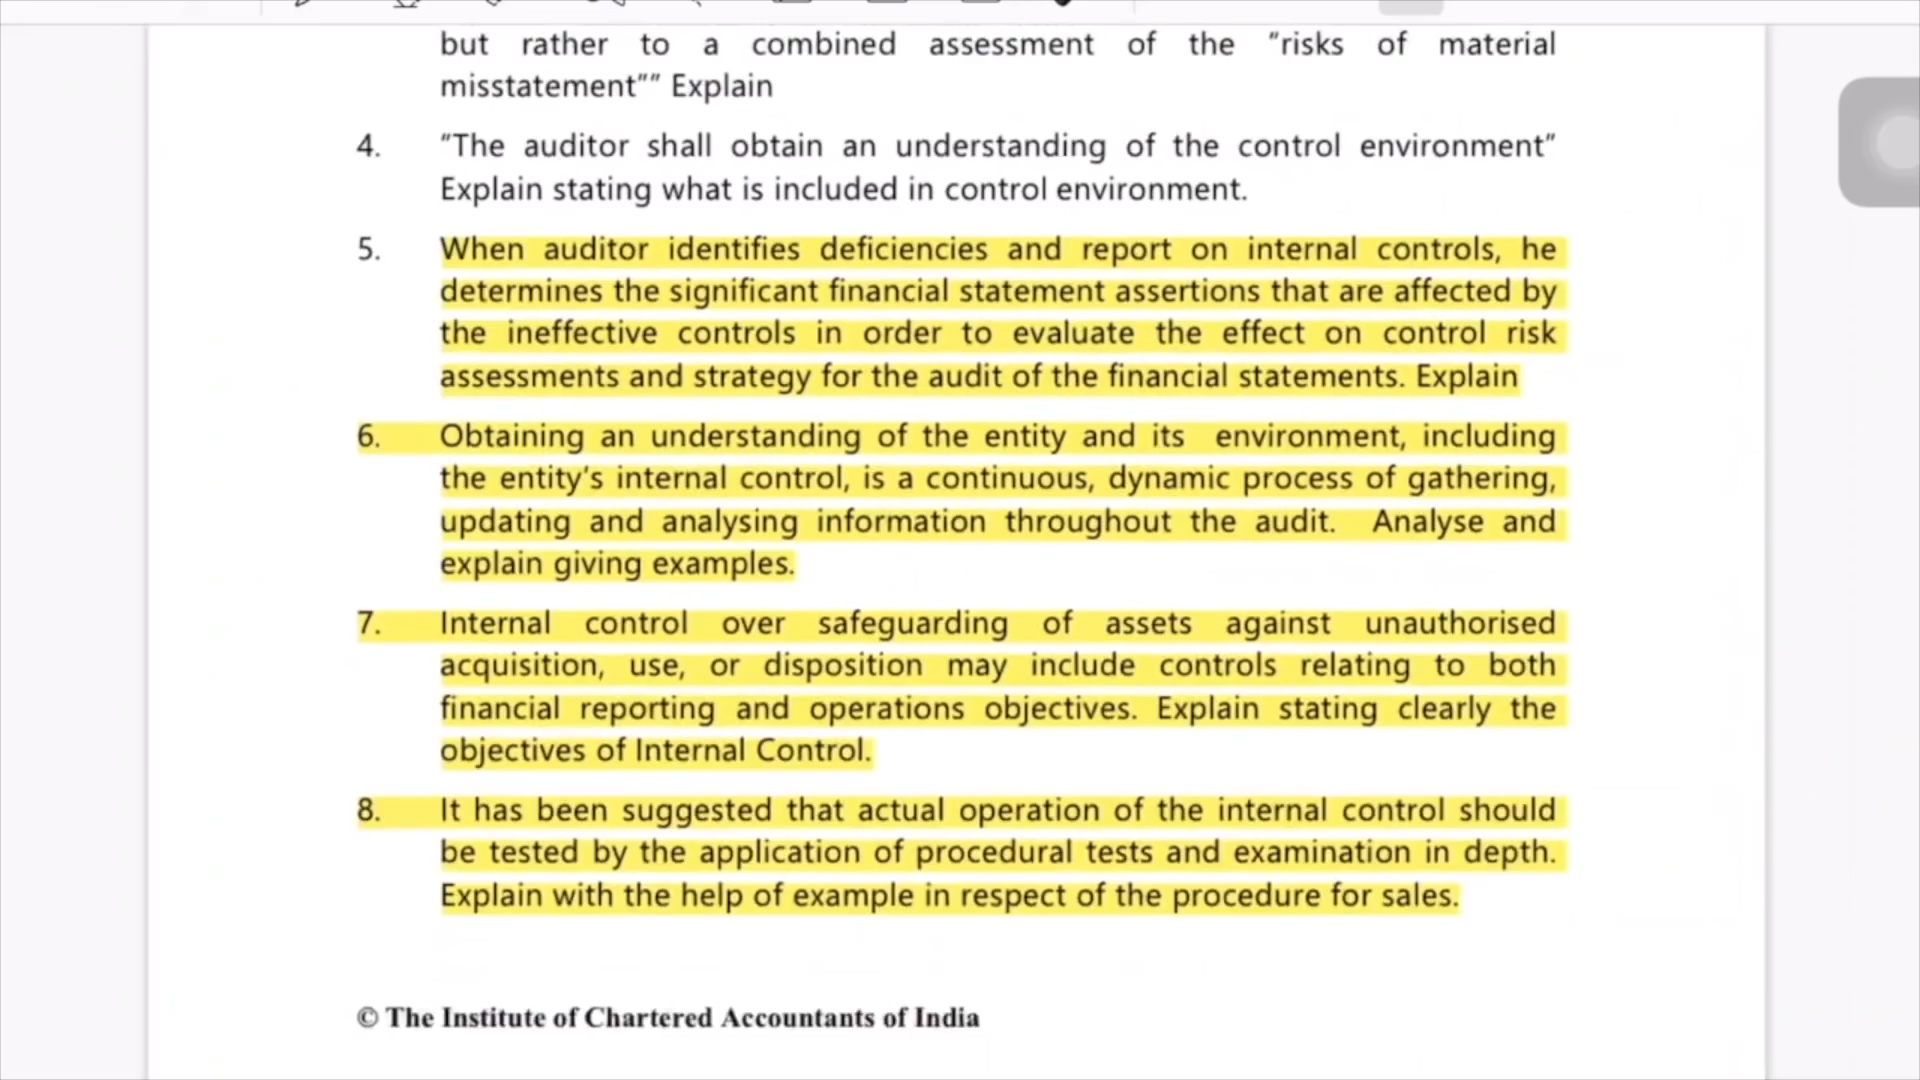 but rather to a combined assessment of the “risks of material
misstatement”” Explain
4. “The auditor shall obtain an understanding of the control environment”
Explain stating what is included in control environment.
5. When auditor identifies deficiencies and report on internal controls, he
determines the significant financial statement assertions that are affected by
the ineffective controls in order to evaluate the effect on control risk
assessments and strategy for the audit of the financial statements. Explain
6. Obtaining an understanding of the entity and its environment, including
the entity’s internal control, is a continuous, dynamic process of gathering,
updating and analysing information throughout the audit. Analyse and
explain giving examples.
7. Internal control over safeguarding of assets against unauthorised
acquisition, use, or disposition may include controls relating to both
financial reporting and operations objectives. Explain stating clearly the
objectives of Internal Control.
8. It has been suggested that actual operation of the internal control should
be tested by the application of procedural tests and examination in depth.
Explain with the help of example in respect of the procedure for sales.
© The Institute of Chartered Accountants of India